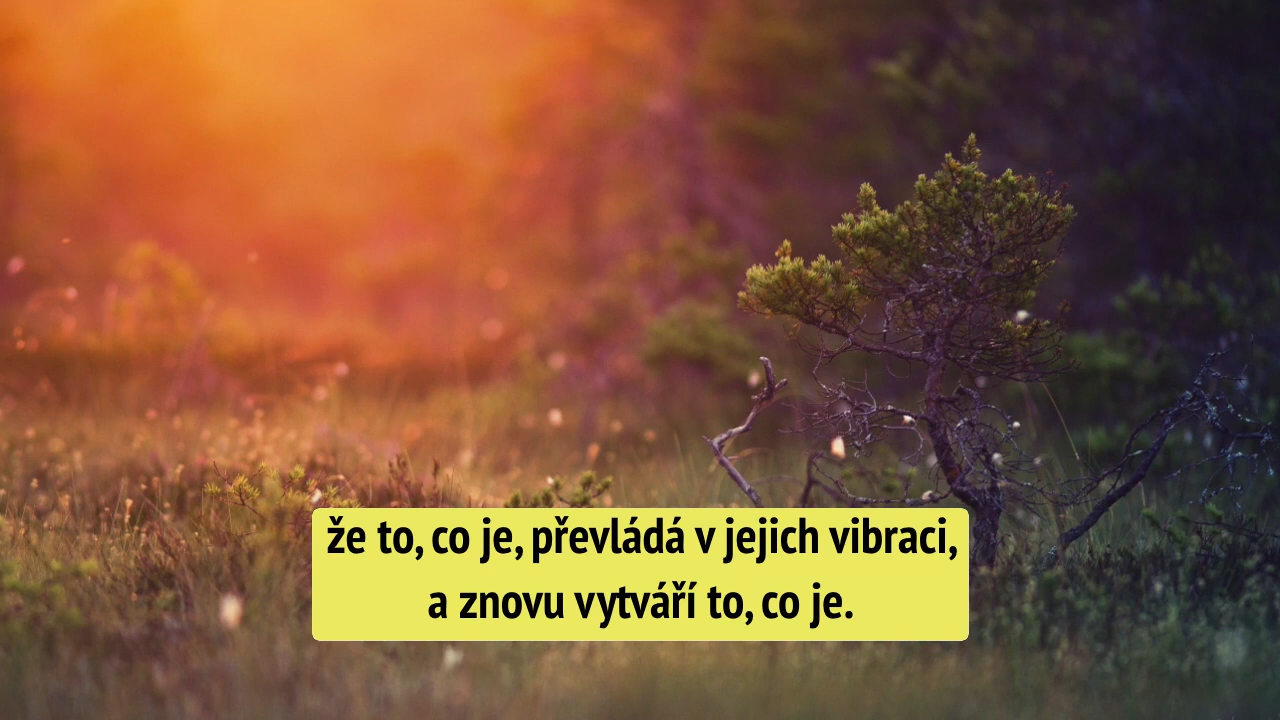 že to, co je, převládá v jejich vibraci,
a znovu vytváří to, co je.